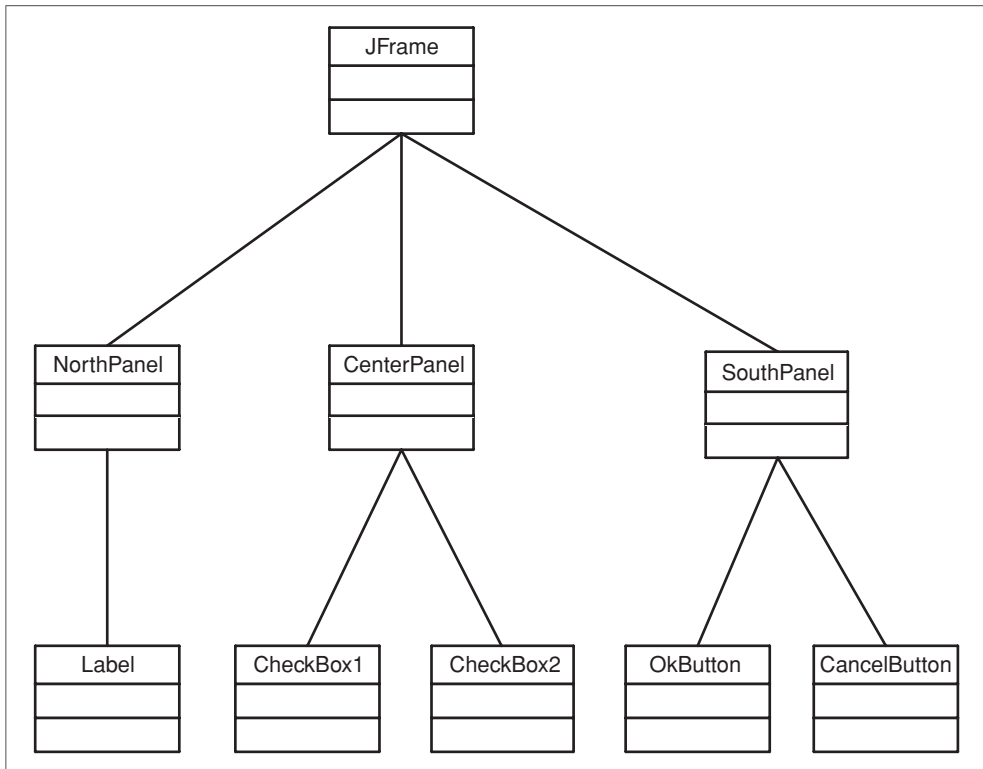 JFrame
NorthPanel
CenterPanel
SouthPanel
Label
CheckBox1
CheckBox2
OkButton
CancelButton